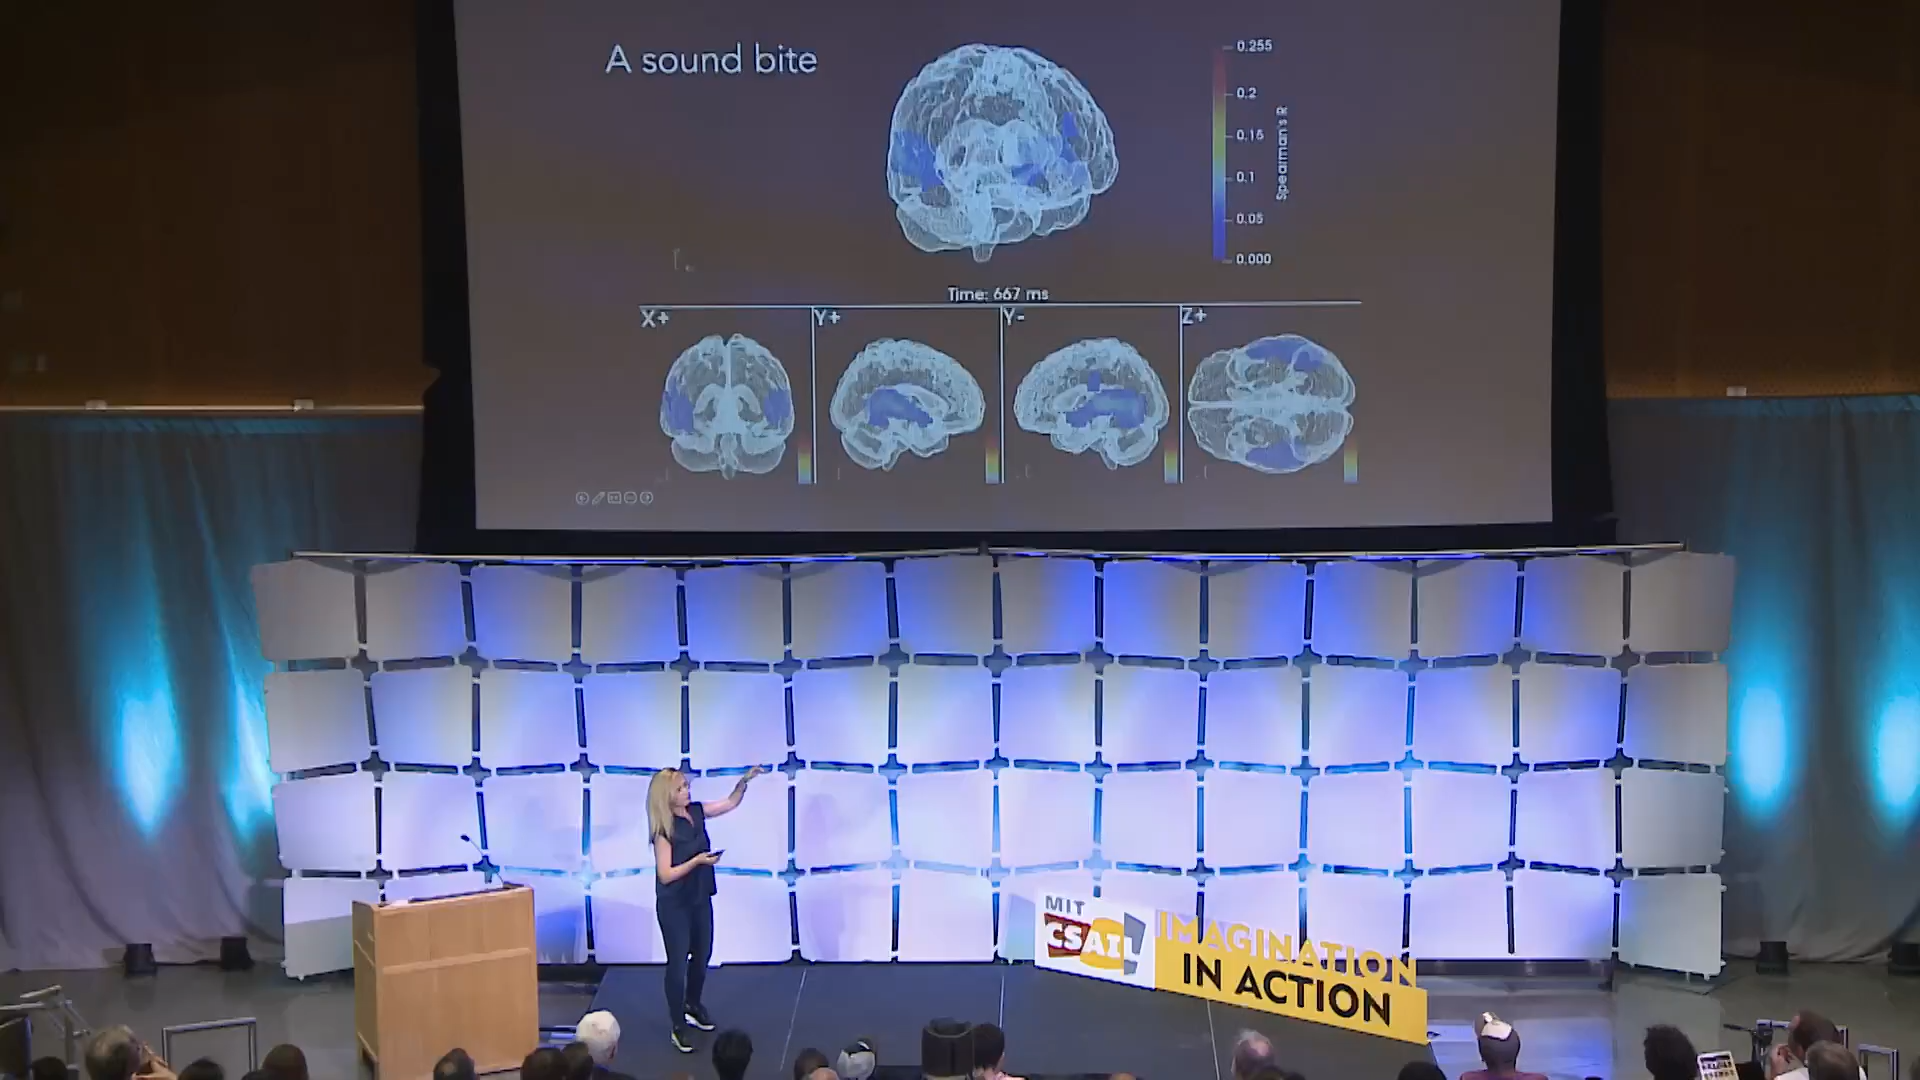 A sound bite
0.255
0.2
0.15
0.1
0.05
0.000
Spearman's R
Time: 667 ms
X+
Y+
Y-
Z+
MIT
CSAIL
IMAGINATION
IN ACTION